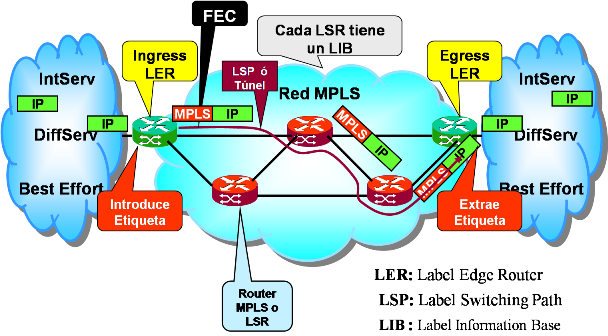 FEC
Cada LSR tiene
un LIB
Ingress
LER
LSP ó
Túnel
Egress
LER
IntServ
IP
IP
DiffServ
Best Effort
MPLS IP
Red MPLS
MPLS IP
MPLS IP
IntServ
IP
IP
DiffServ
Best Effort
Introduce
Etiqueta
Extrae
Etiqueta
Router
MPLS o
LSR
LER: Label Edge Router
LSP: Label Switching Path
LIB : Label Information Base